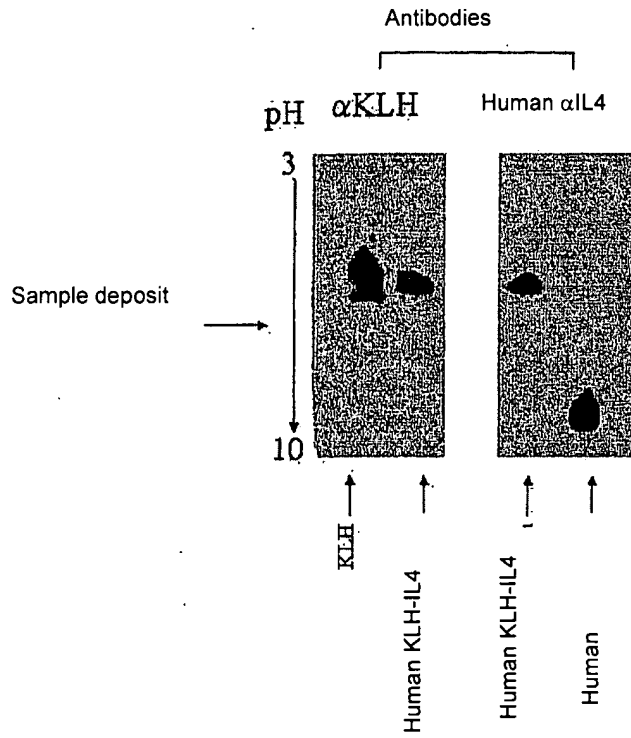 Antibodies
pH
αKLH
Human αIL4
3
Sample deposit
10
KLH
Human KLH-IL4
Human KLH-IL4
Human